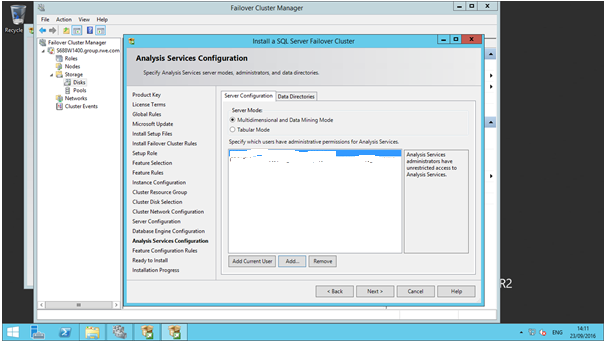 Recycle
Failover Cluster Manager
File Action View Help
Failover Cluster Manager
S688W1400.group.rwe.com
Roles
Nodes
Storage
Disks
Pools
Networks
Cluster Events
Install a SQL Server Failover Cluster
Analysis Services Configuration
Specify Analysis Services server modes, administrators, and data directories.
Product Key
License Terms
Global Rules
Microsoft Update
Install Setup Files
Install Failover Cluster Rules
Setup Role
Feature Selection
Feature Rules
Instance Configuration
Cluster Resource Group
Cluster Disk Selection
Cluster Network Configuration
Server Configuration
Database Engine Configuration
Analysis Services Configuration
Feature Configuration Rules
Ready to Install
Installation Progress
Server Configuration Data Directories
Server Mode:
Multidimensional and Data Mining Mode
Tabular Mode
Specify which users have administrative permissions for Analysis Services.
Analysis Services
administrators have
unrestricted access to
Analysis Services.
Add Current User Add... Remove
< Back Next > Cancel Help
R2
ENG
14:11
23/09/2016